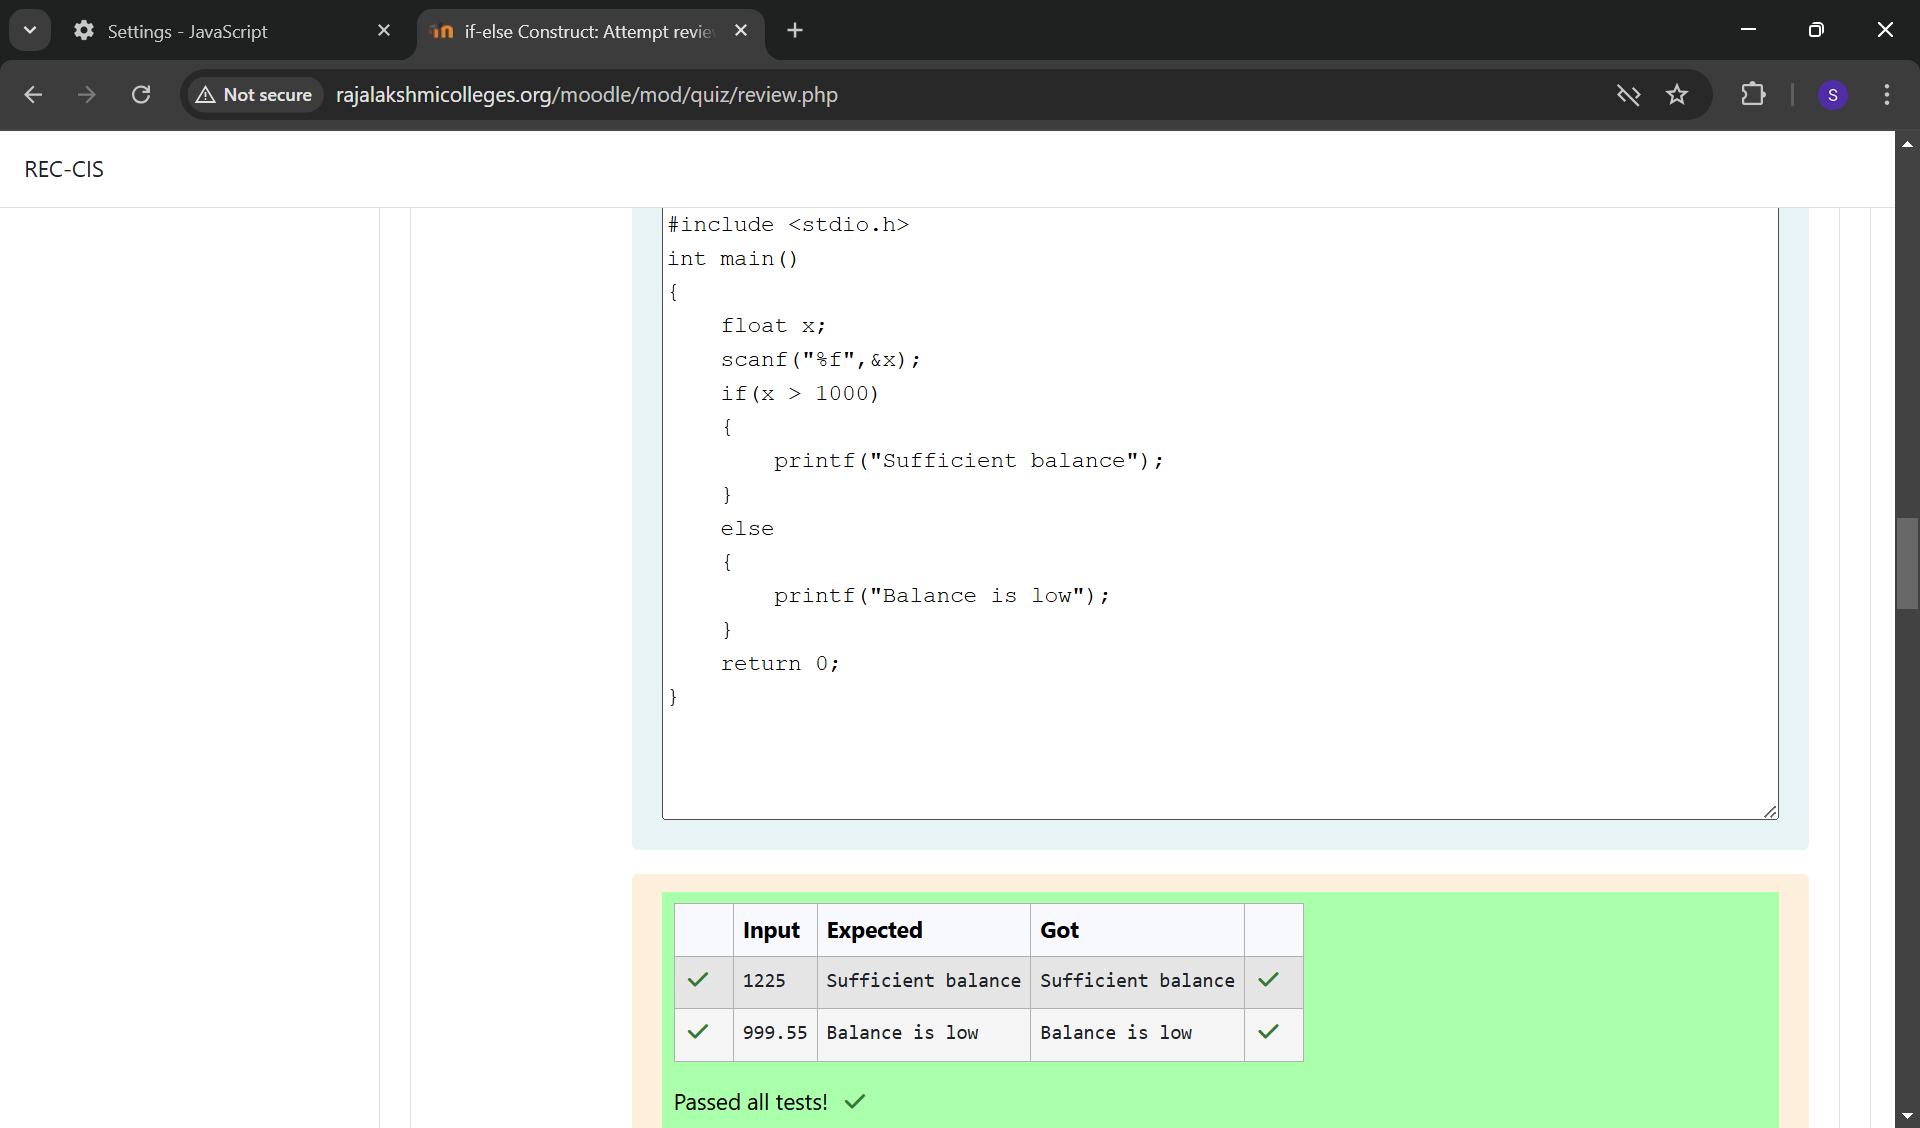 Settings - JavaScript
if-else Construct: Attempt revie
Not secure
rajalakshmicolleges.org/moodle/mod/quiz/review.php
S
REC-CIS
#include <stdio.h>
int main()
{
    float x;
    scanf("%f",&x);
    if(x > 1000)
    {
        printf("Sufficient balance");
    }
    else
    {
        printf("Balance is low");
    }
    return 0;
}
Input Expected Got
1225 Sufficient balance Sufficient balance
999.55 Balance is low Balance is low
Passed all tests!